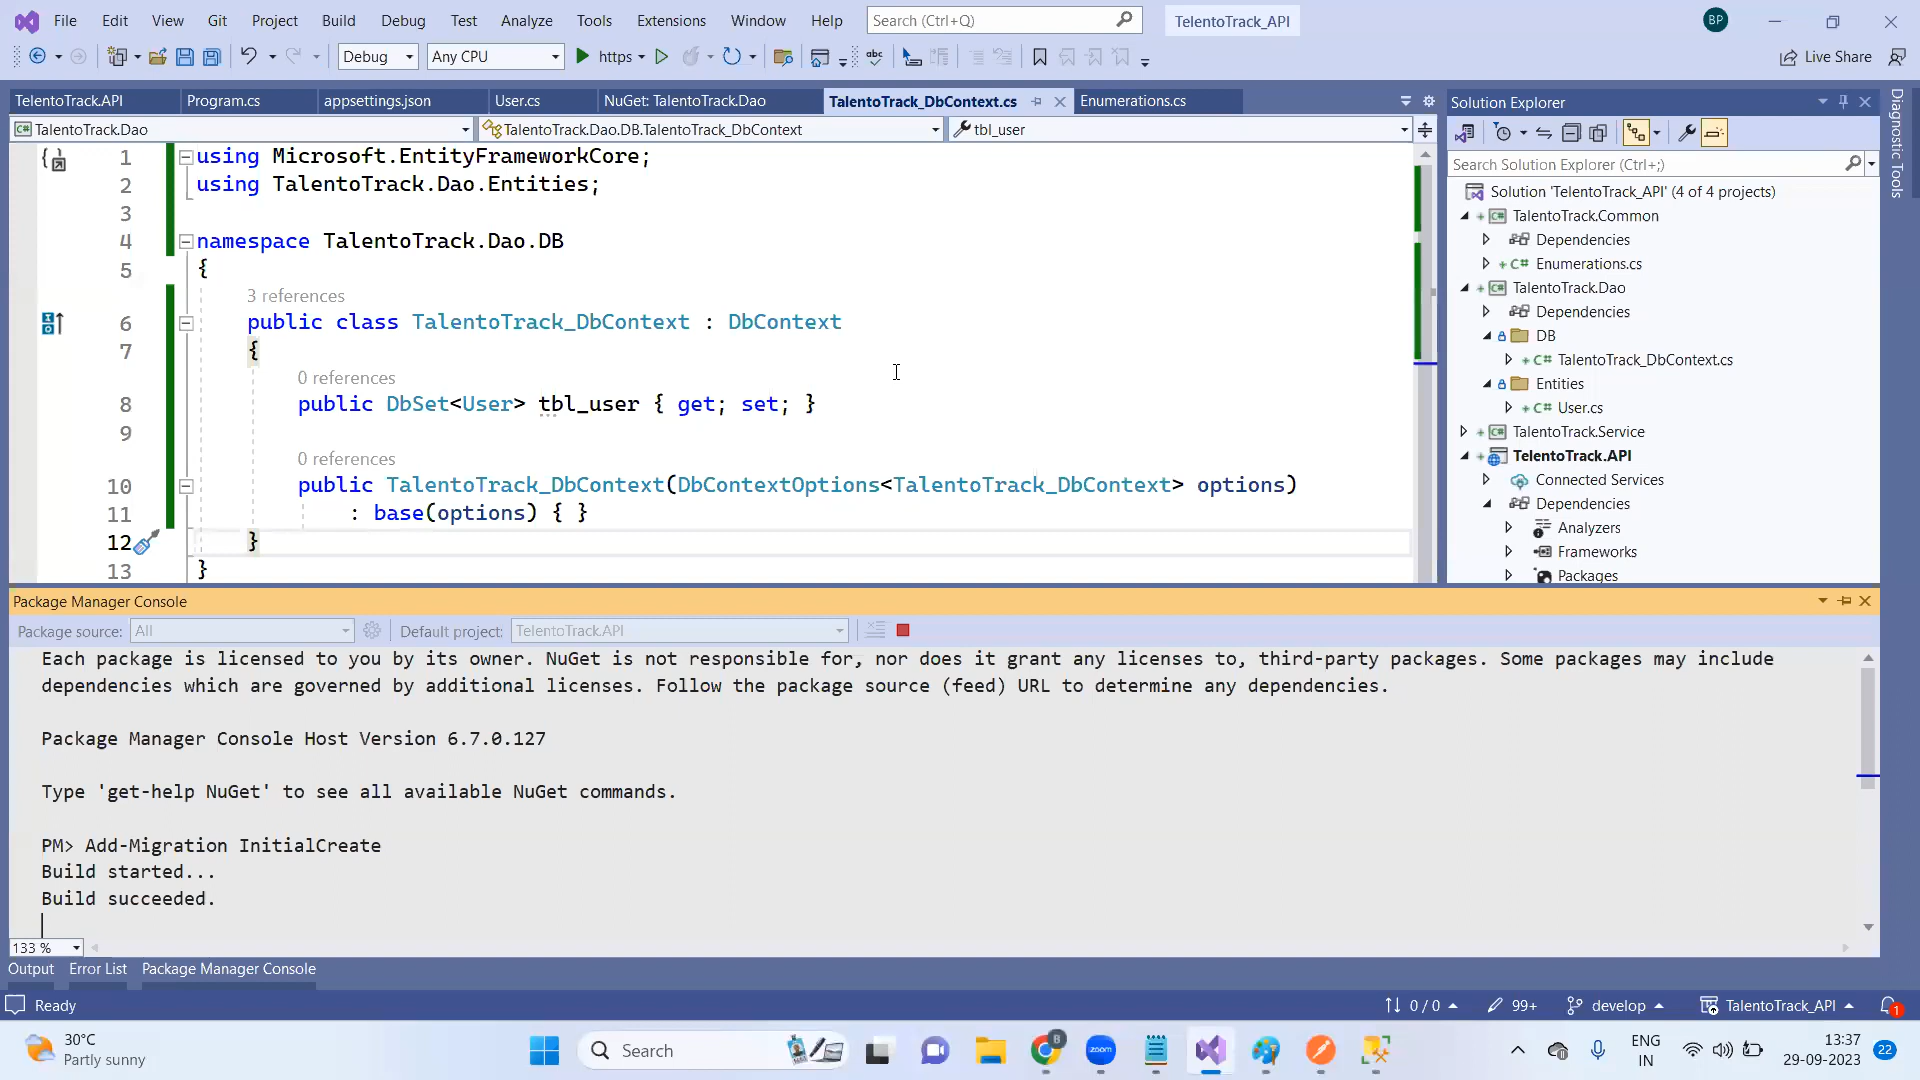 File Edit View Git Project Build Debug Test Analyze Tools Extensions Window Help Search (Ctrl+Q) TelentoTrack_API BP
Debug Any CPU https Live Share
TelentoTrack.API Program.cs appsettings.json User.cs NuGet: TalentoTrack.Dao TalentoTrack_DbContext.cs Enumerations.cs
TalentoTrack.Dao TalentoTrack.Dao.DB.TalentoTrack_DbContext tbl_user
1 using Microsoft.EntityFrameworkCore;
2 using TalentoTrack.Dao.Entities;
3
4 namespace TalentoTrack.Dao.DB
5 {
3 references
6 public class TalentoTrack_DbContext : DbContext
7 {
0 references
8 public DbSet<User> tbl_user { get; set; }
9
0 references
10 public TalentoTrack_DbContext(DbContextOptions<TalentoTrack_DbContext> options)
11 : base(options) { }
12 }
13 }
Solution Explorer
Search Solution Explorer (Ctrl+;)
Solution 'TelentoTrack_API' (4 of 4 projects)
TalentoTrack.Common
Dependencies
C# Enumerations.cs
TalentoTrack.Dao
Dependencies
DB
C# TalentoTrack_DbContext.cs
Entities
C# User.cs
TalentoTrack.Service
TelentoTrack.API
Connected Services
Dependencies
Analyzers
Frameworks
Packages
Diagnostic Tools
Package Manager Console
Package source: All Default project: TelentoTrack.API
Each package is licensed to you by its owner. NuGet is not responsible for, nor does it grant any licenses to, third-party packages. Some packages may include
dependencies which are governed by additional licenses. Follow the package source (feed) URL to determine any dependencies.
Package Manager Console Host Version 6.7.0.127
Type 'get-help NuGet' to see all available NuGet commands.
PM> Add-Migration InitialCreate
Build started...
Build succeeded.
133 %
Output Error List Package Manager Console
Ready 0 / 0 99+ develop TalentoTrack_API 1
30°C
Partly sunny
Search
B
zoom
ENG
IN
13:37
29-09-2023
22